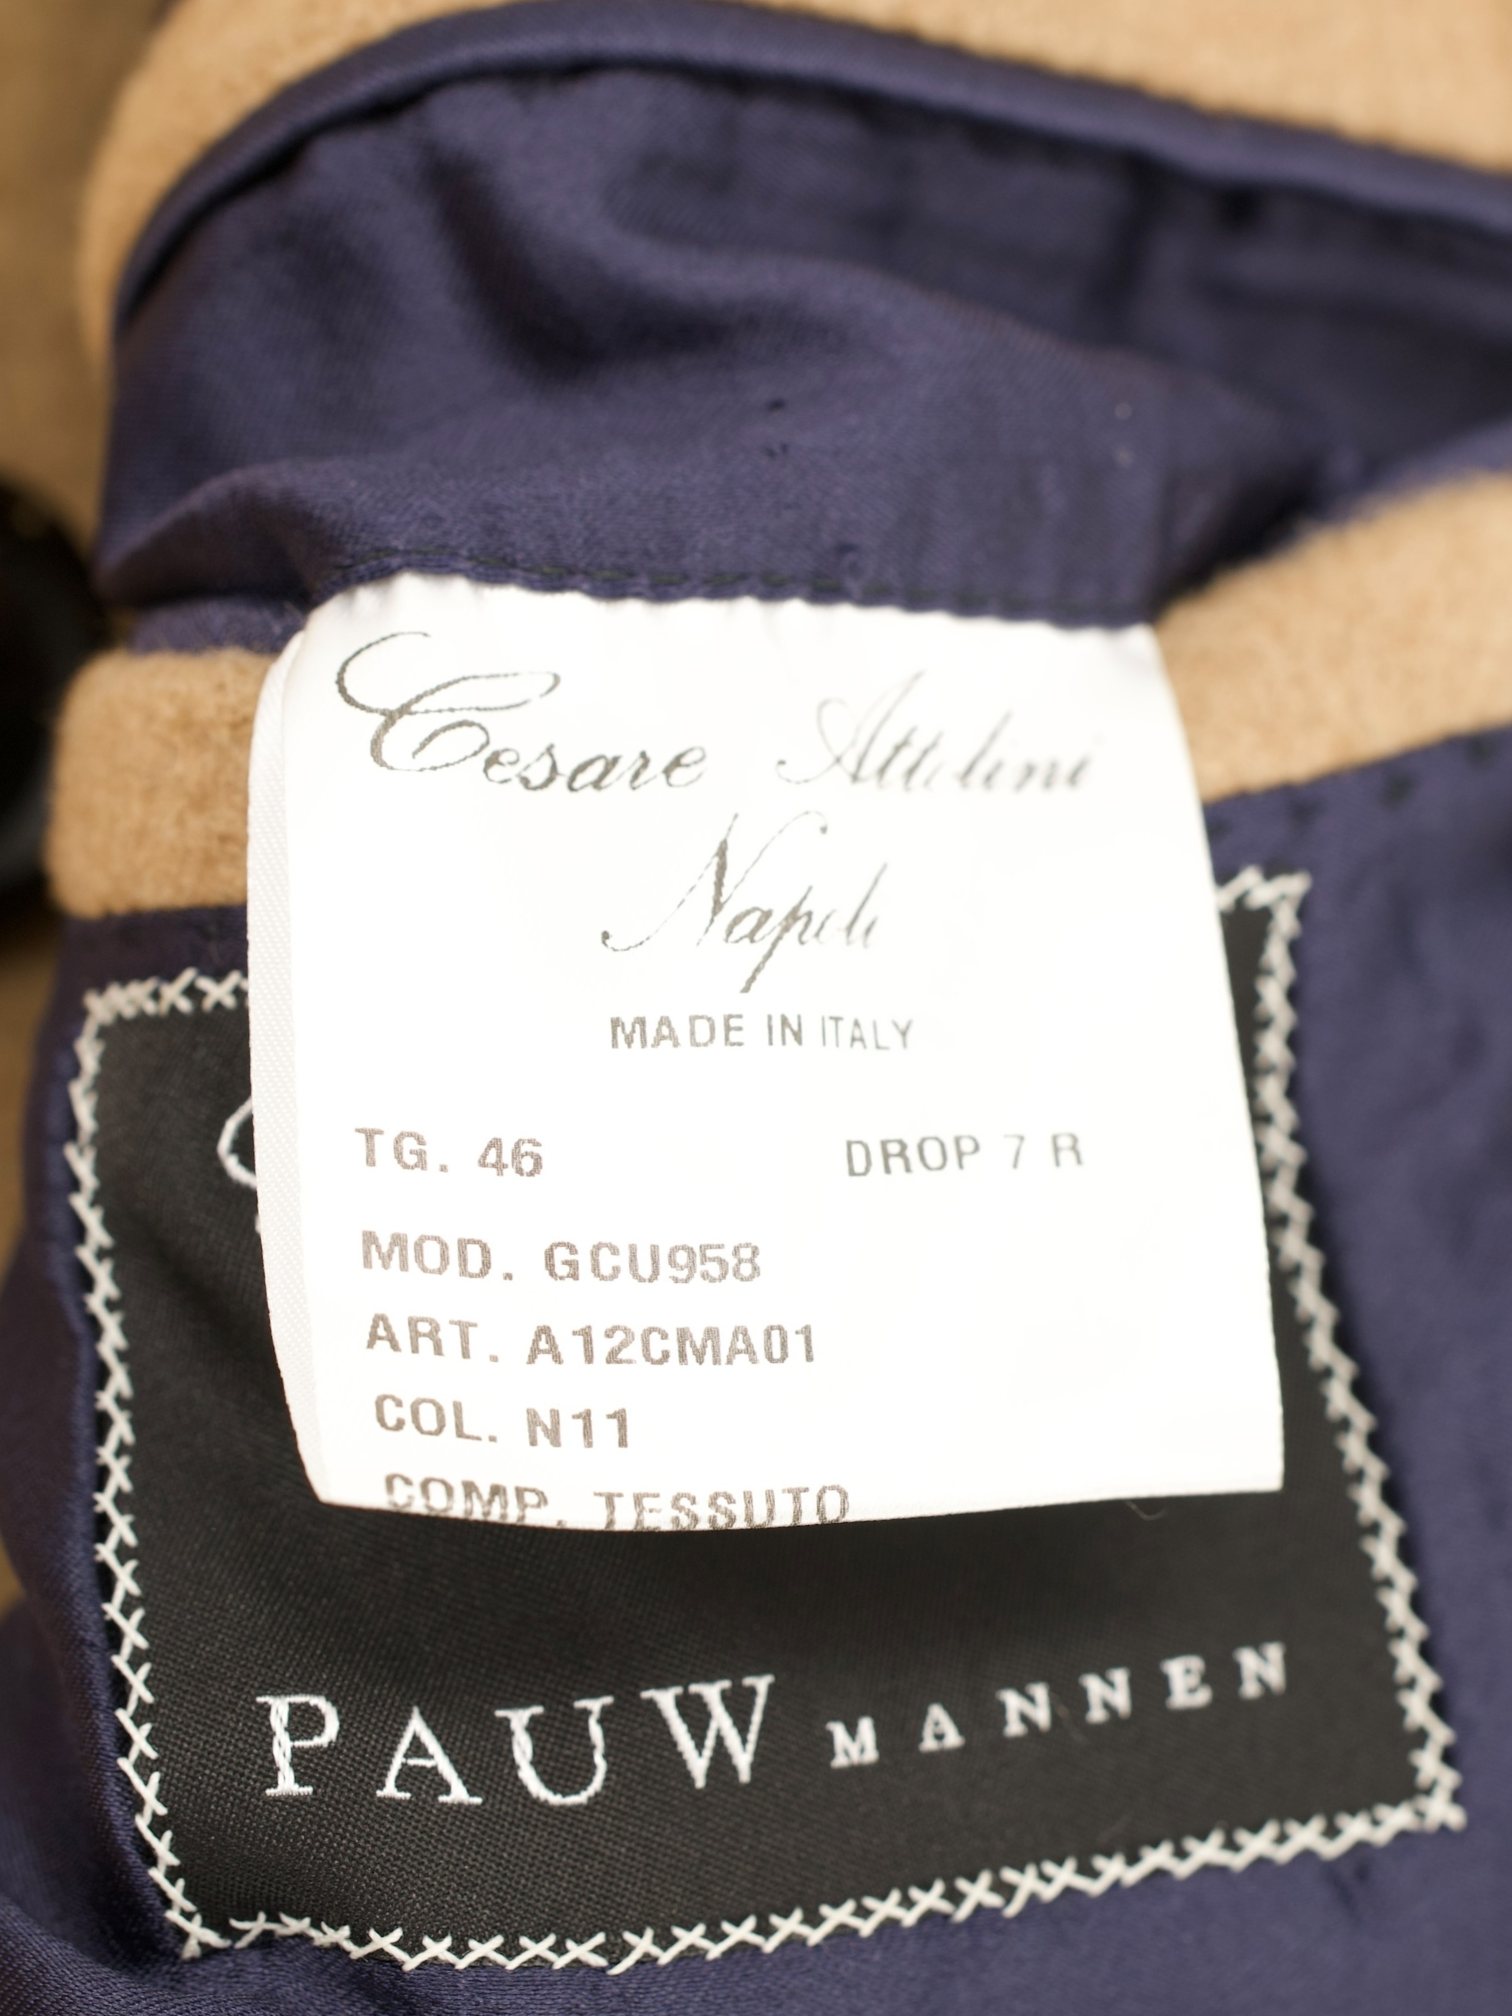 Cesare Attolini
Napoli
MADE IN ITALY
TG. 46 DROP 7 R
MOD. GCU958
ART. A12CMA01
COL. N11
COMP. TESSUTO
PAUW MANNEN